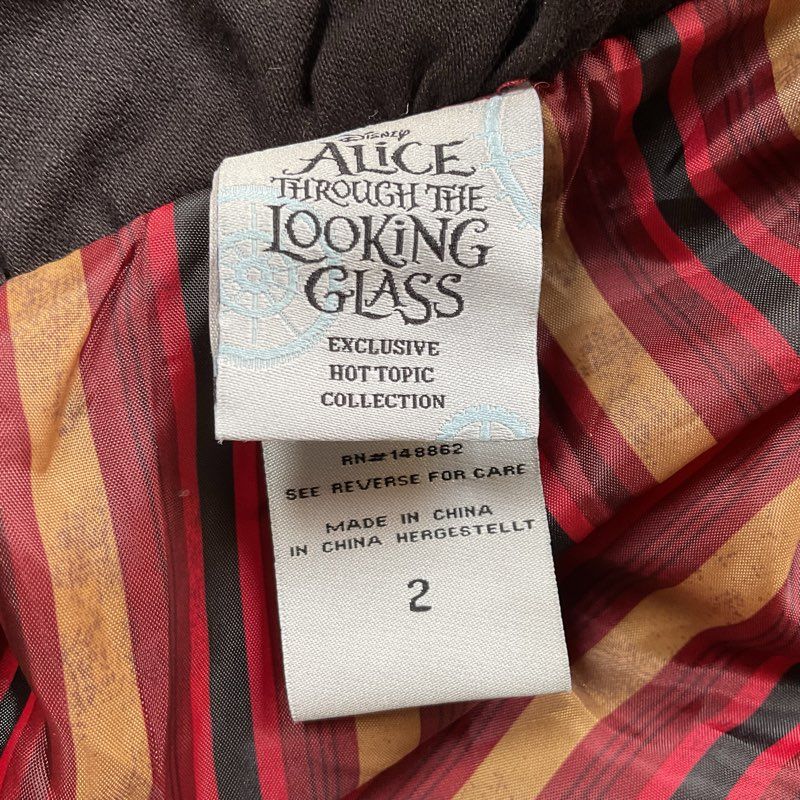 Disney
ALiCE
THROUGH THE
LOOKiNG
GLASS
EXCLUSIVE
HOT TOPIC
COLLECTION
RN#148862
SEE REVERSE FOR CARE
MADE IN CHINA
IN CHINA HERGESTELLT
2